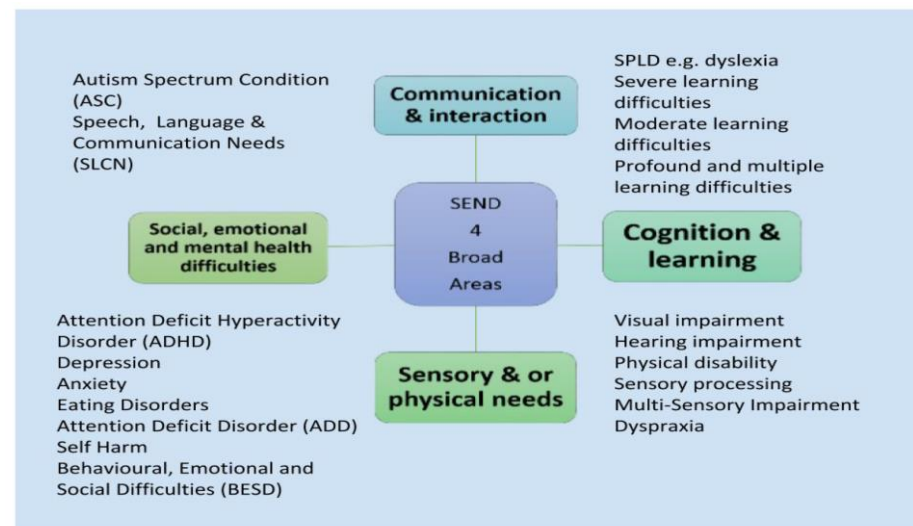 Autism Spectrum Condition
(ASC)
Speech, Language &
Communication Needs
(SLCN)
Communication
& interaction
SPLD e.g. dyslexia
Severe learning
difficulties
Moderate learning
difficulties
Profound and multiple
learning difficulties
Social, emotional
and mental health
difficulties
SEND
4
Broad
Areas
Cognition &
learning
Attention Deficit Hyperactivity
Disorder (ADHD)
Depression
Anxiety
Eating Disorders
Attention Deficit Disorder (ADD)
Self Harm
Behavioural, Emotional and
Social Difficulties (BESD)
Sensory & or
physical needs
Visual impairment
Hearing impairment
Physical disability
Sensory processing
Multi-Sensory Impairment
Dyspraxia